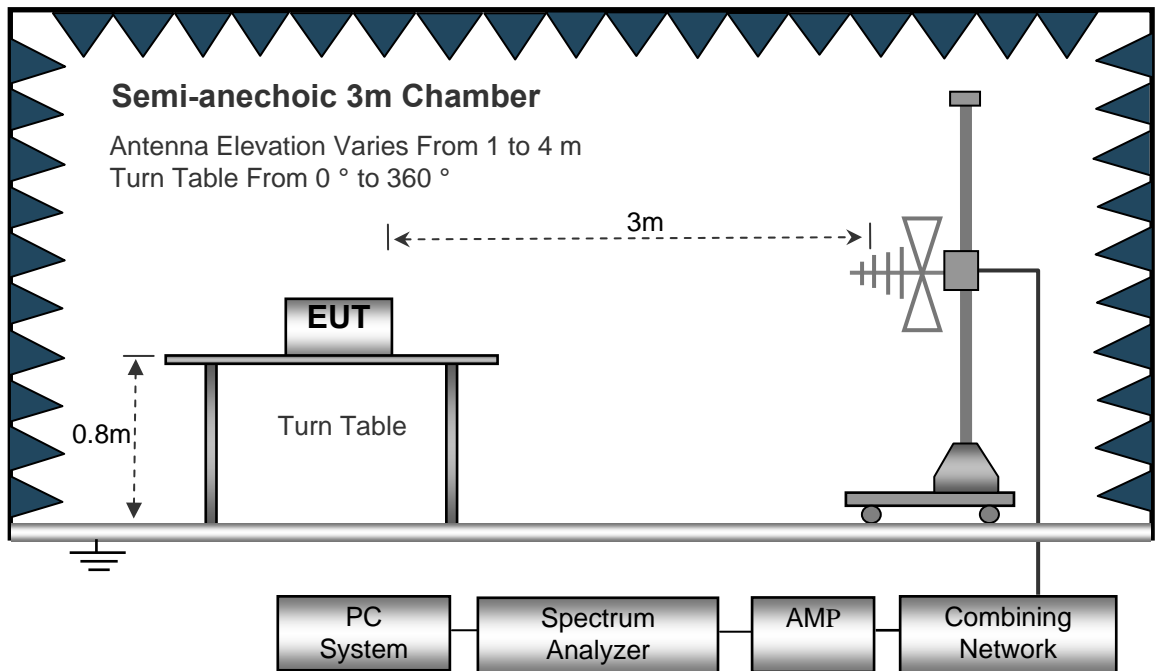 Semi-anechoic 3m Chamber
Antenna Elevation Varies From 1 to 4 m
Turn Table From 0 ° to 360 °
3m
EUT
0.8m
Turn Table
PC
System
Spectrum
Analyzer
AMP
Combining
Network